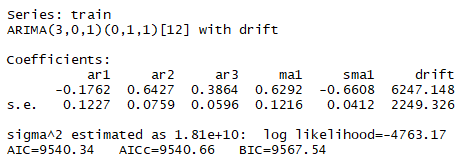 Series: train
ARIMA(3,0,1)(0,1,1)[12] with drift
Coefficients:
ar1 ar2 ar3 ma1 sma1 drift
-0.1762 0.6427 0.3864 0.6292 -0.6608 6247.148
s.e. 0.1227 0.0759 0.0596 0.1216 0.0412 2249.326
sigma^2 estimated as 1.81e+10: log likelihood=-4763.17
AIC=9540.34 AICc=9540.66 BIC=9567.54